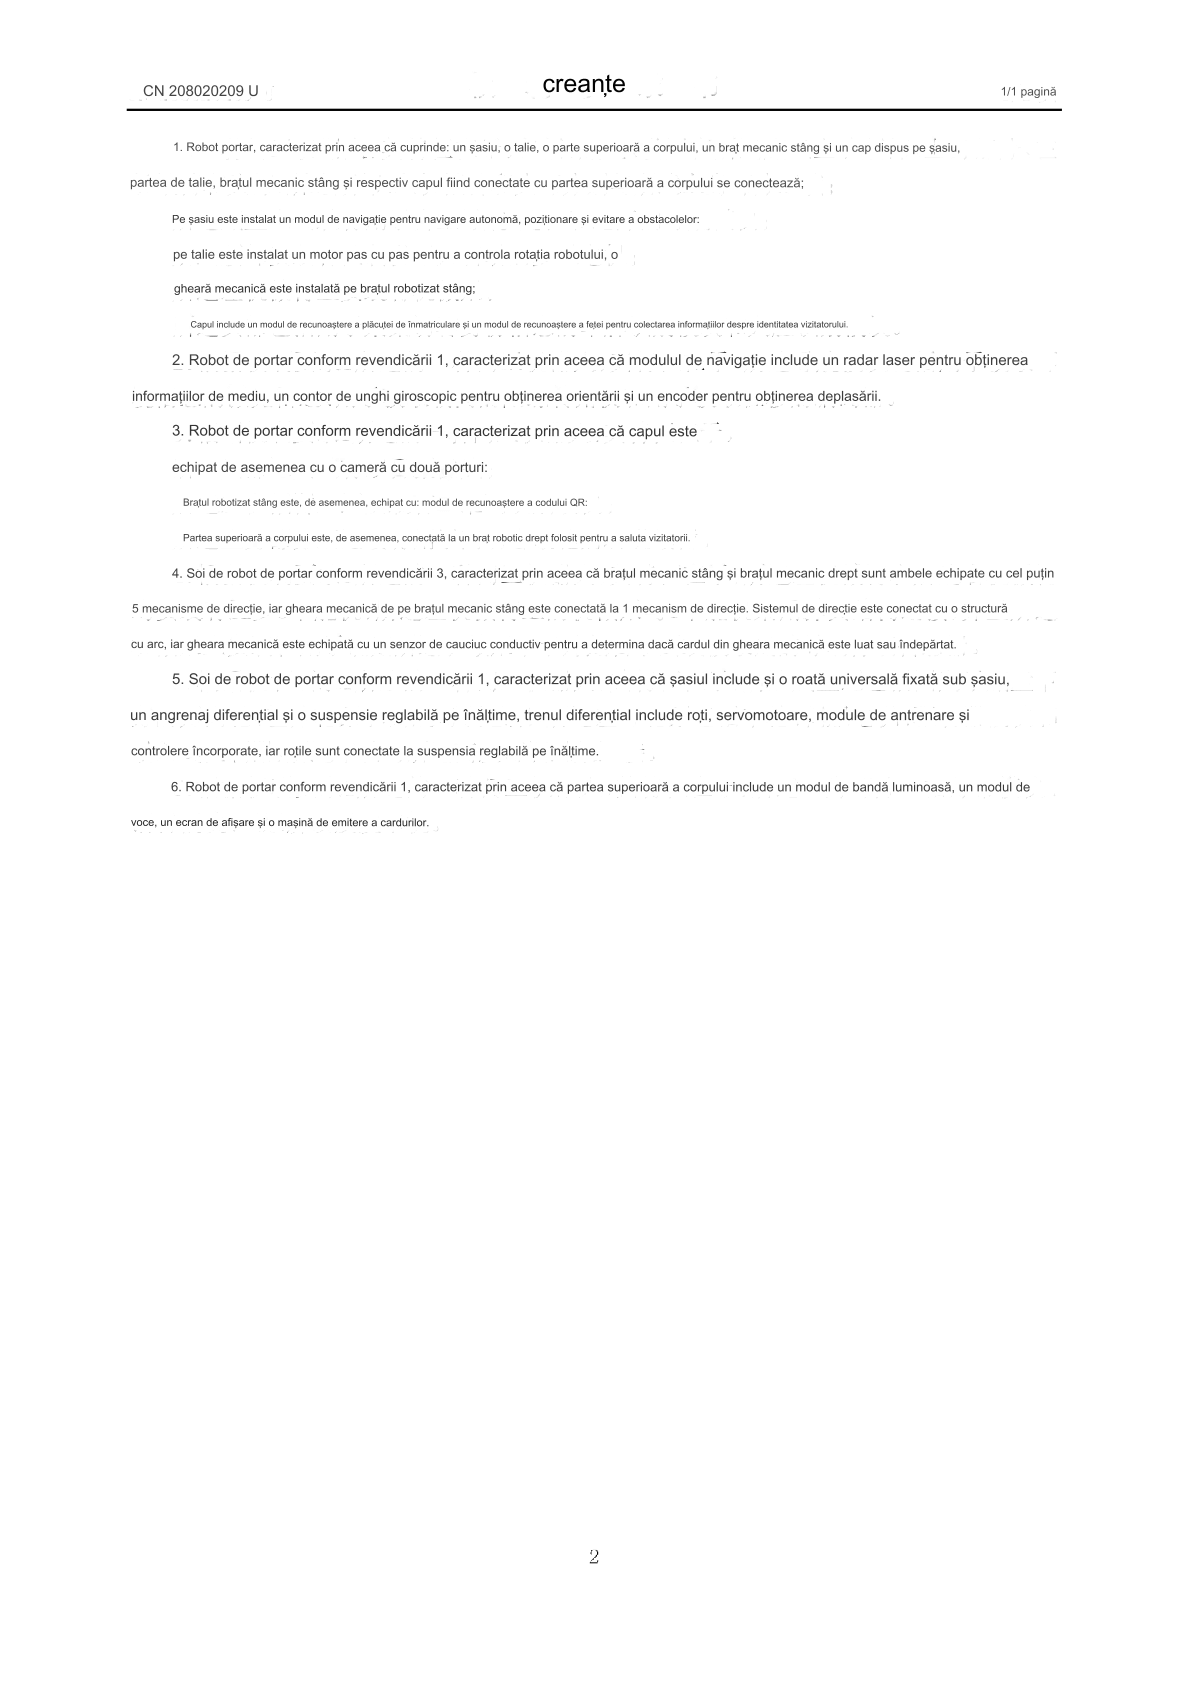 CN 208020209 U
creanțe
1/1 pagină
1. Robot portar, caracterizat prin aceea că cuprinde: un șasiu, o talie, o parte superioară a corpului, un braț mecanic stâng și un cap dispus pe șasiu,
partea de talie, brațul mecanic stâng și respectiv capul fiind conectate cu partea superioară a corpului se conectează;
Pe șasiu este instalat un modul de navigație pentru navigare autonomă, poziționare și evitare a obstacolelor:
pe talie este instalat un motor pas cu pas pentru a controla rotația robotului, o
gheară mecanică este instalată pe brațul robotizat stâng;
Capul include un modul de recunoaștere a plăcuței de înmatriculare și un modul de recunoaștere a feței pentru colectarea informațiilor despre identitatea vizitatorului.
2. Robot de portar conform revendicării 1, caracterizat prin aceea că modulul de navigație include un radar laser pentru obținerea
informațiilor de mediu, un contor de unghi giroscopic pentru obținerea orientării și un encoder pentru obținerea deplasării.
3. Robot de portar conform revendicării 1, caracterizat prin aceea că capul este
echipat de asemenea cu o cameră cu două porturi:
Brațul robotizat stâng este, de asemenea, echipat cu: modul de recunoaștere a codului QR:
Partea superioară a corpului este, de asemenea, conectată la un braț robotic drept folosit pentru a saluta vizitatorii.
4. Soi de robot de portar conform revendicării 3, caracterizat prin aceea că brațul mecanic stâng și brațul mecanic drept sunt ambele echipate cu cel puțin
5 mecanisme de direcție, iar gheara mecanică de pe brațul mecanic stâng este conectată la 1 mecanism de direcție. Sistemul de direcție este conectat cu o structură
cu arc, iar gheara mecanică este echipată cu un senzor de cauciuc conductiv pentru a determina dacă cardul din gheara mecanică este luat sau îndepărtat.
5. Soi de robot de portar conform revendicării 1, caracterizat prin aceea că șasiul include și o roată universală fixată sub șasiu,
un angrenaj diferențial și o suspensie reglabilă pe înălțime, trenul diferențial include roți, servomotoare, module de antrenare și
controlere încorporate, iar roțile sunt conectate la suspensia reglabilă pe înălțime.
6. Robot de portar conform revendicării 1, caracterizat prin aceea că partea superioară a corpului include un modul de bandă luminoasă, un modul de
voce, un ecran de afișare și o mașină de emitere a cardurilor.
2